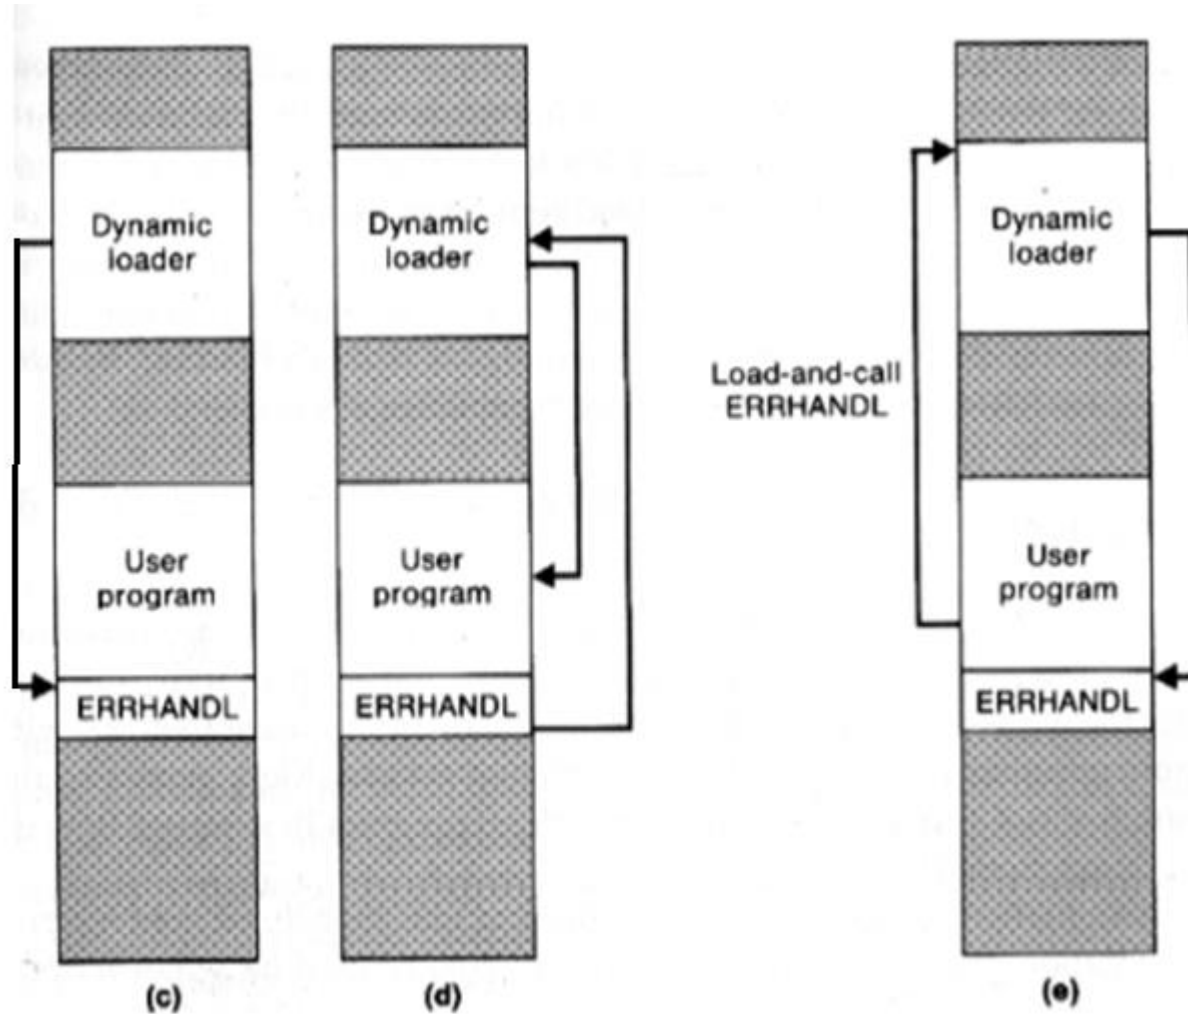 Dynamic
loader
User
program
ERRHANDL
(c)
Dynamic
loader
User
program
ERRHANDL
(d)
Load-and-call
ERRHANDL
Dynamic
loader
User
program
ERRHANDL
(e)